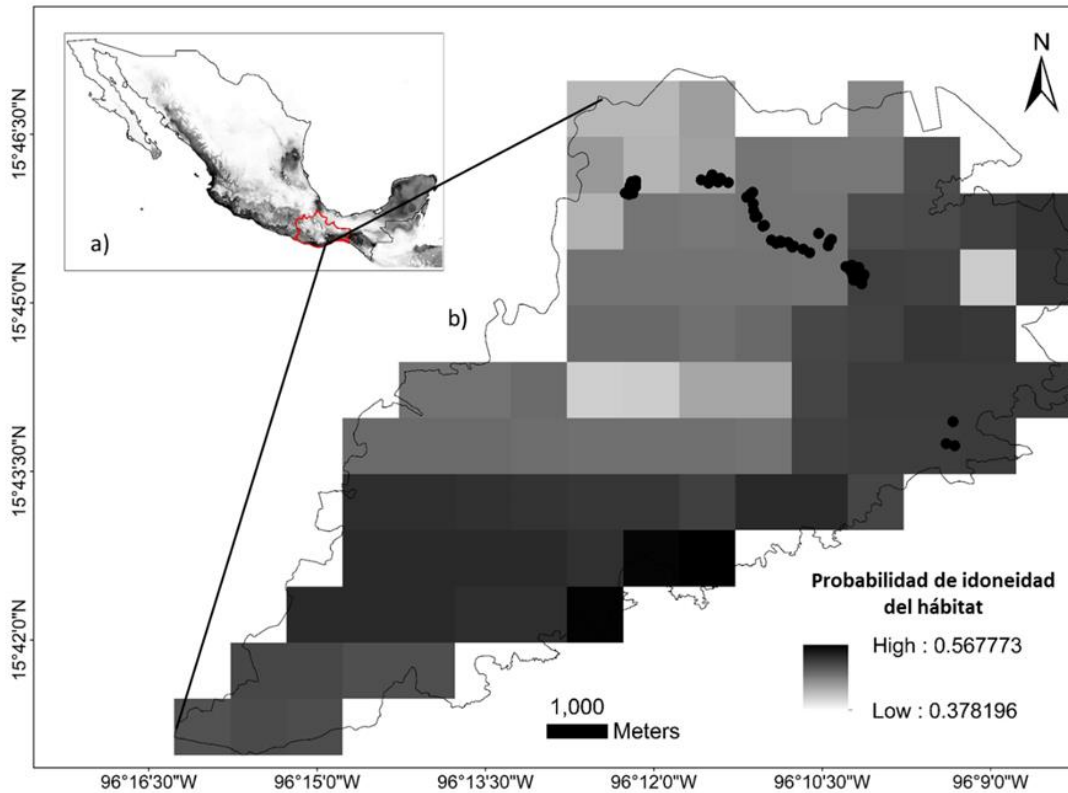 N
a)
b)
15°46'30"N
15°45'0"N
15°43'30"N
15°42'0"N
Probabilidad de idoneidad
del hábitat
High : 0.567773
Low : 0.378196
1,000
Meters
96°16'30"W
96°15'0"W
96°13'30"W
96°12'0"W
96°10'30"W
96°9'0"W